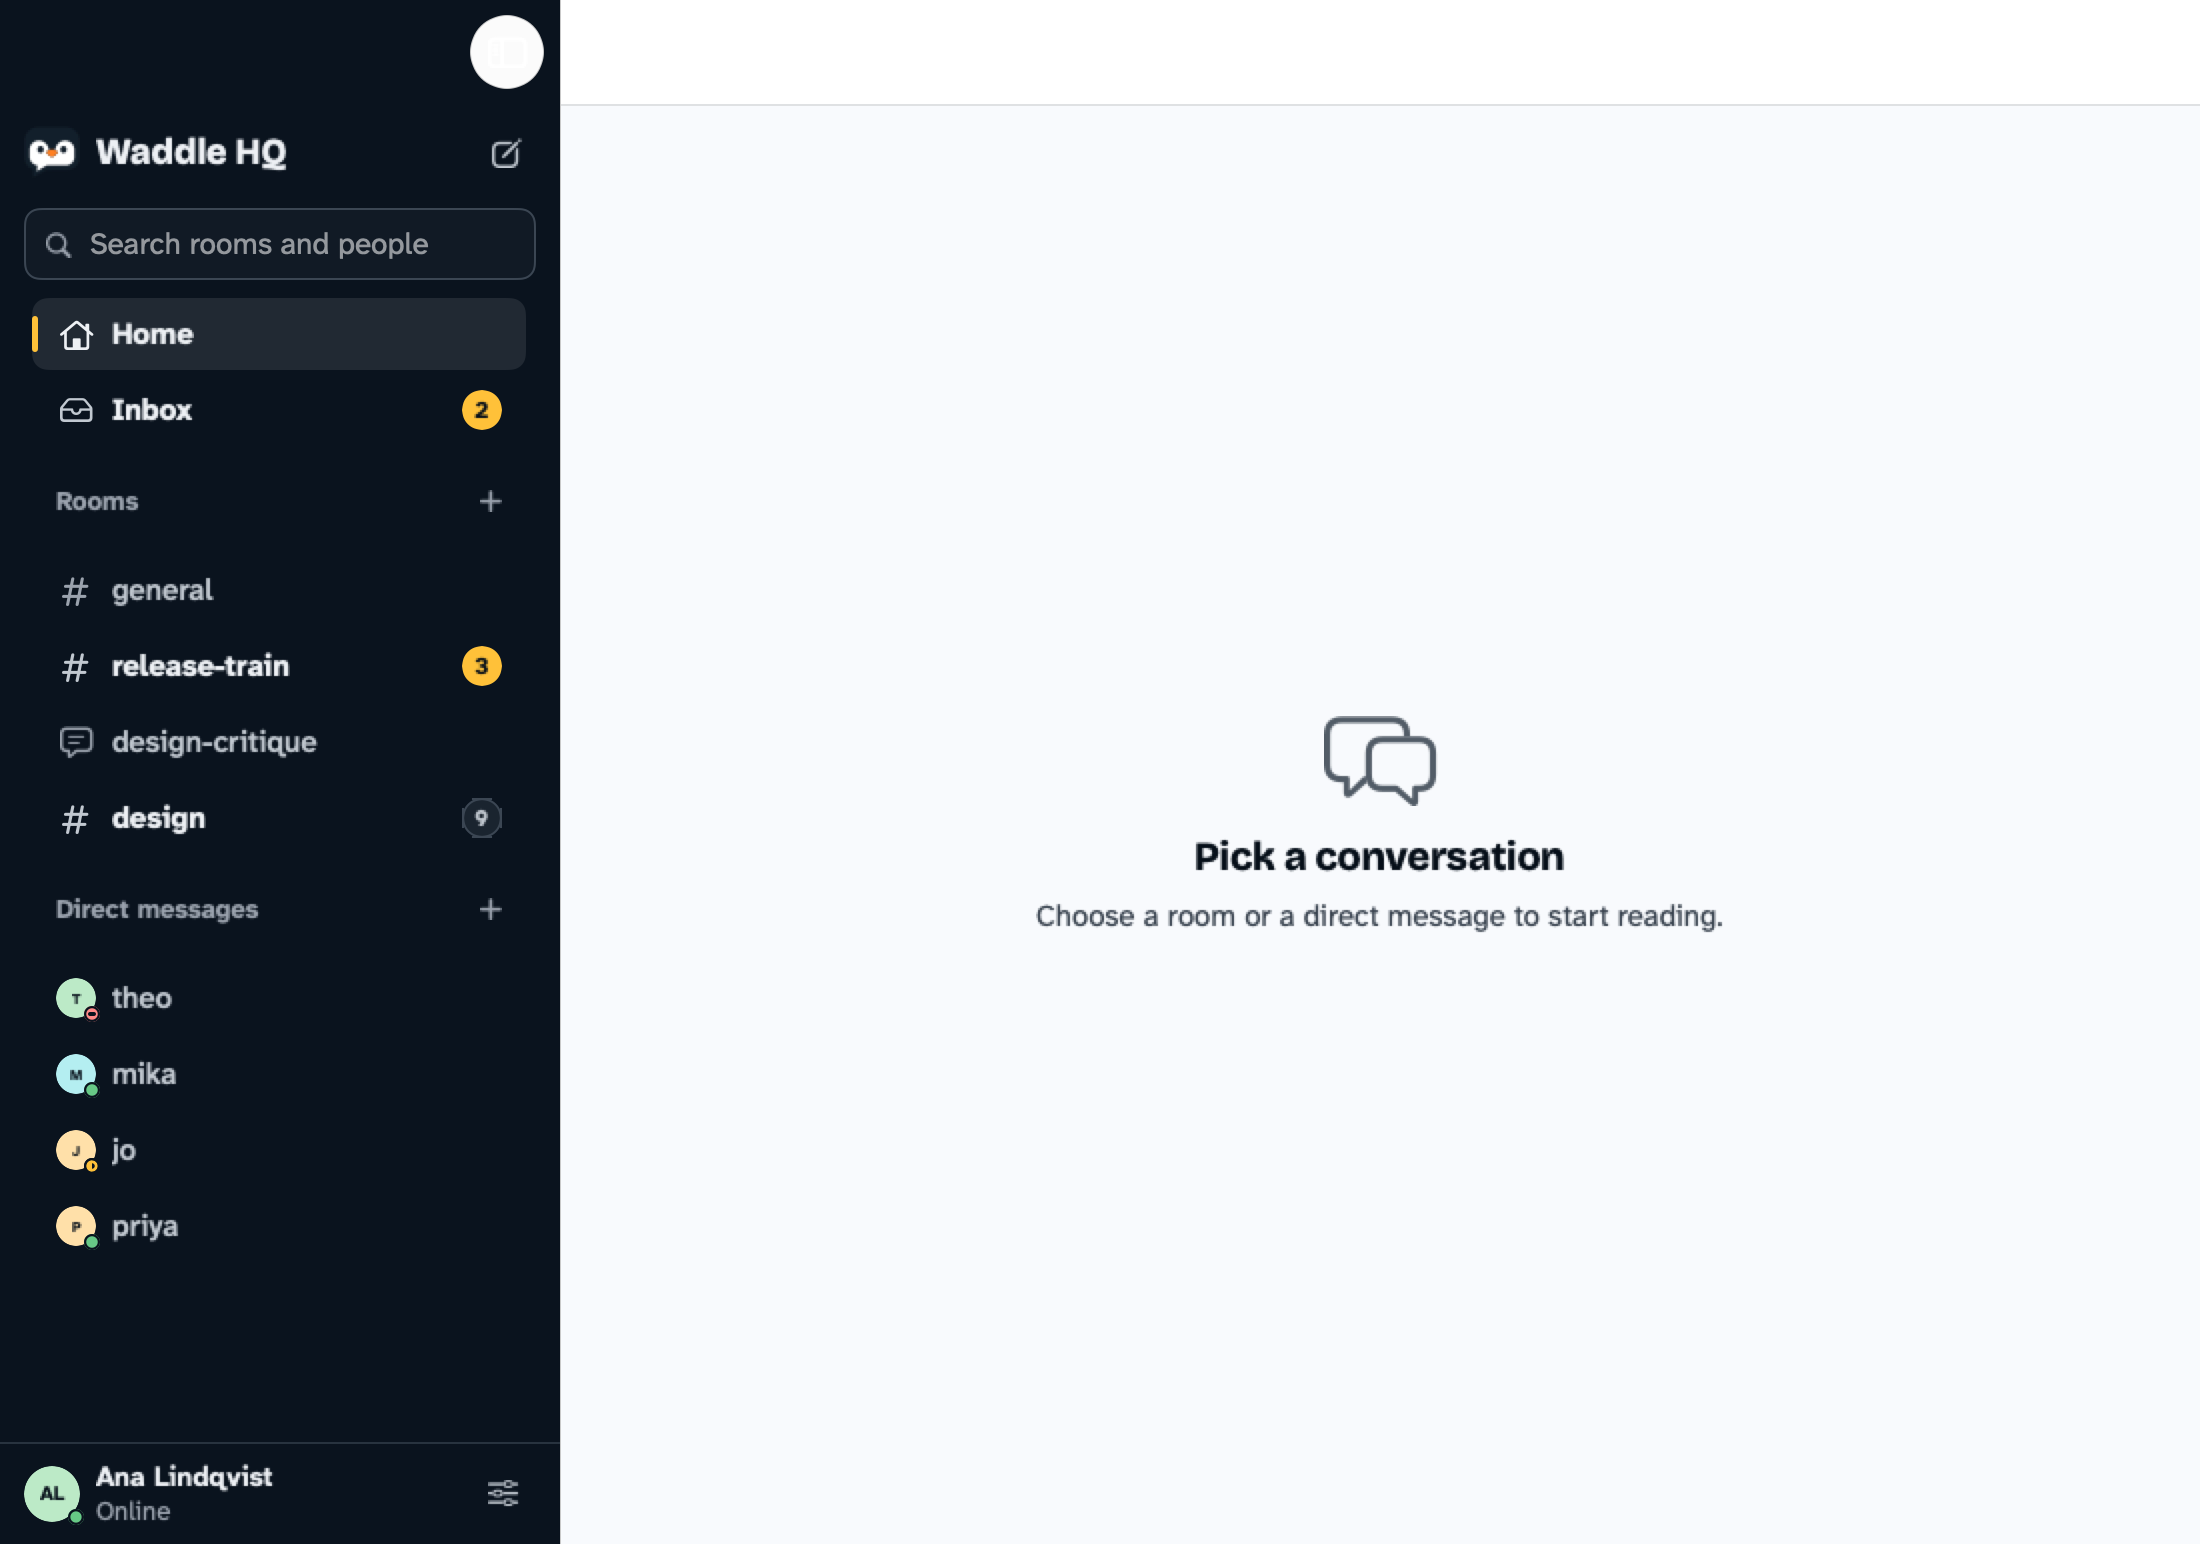 Waddle HQ
Search rooms and people
Home
Inbox 2
Rooms
general
release-train 3
design-critique
design 9
Direct messages
T theo
M mika
J jo
P priya
AL Ana Lindqvist
Online
Pick a conversation
Choose a room or a direct message to start reading.